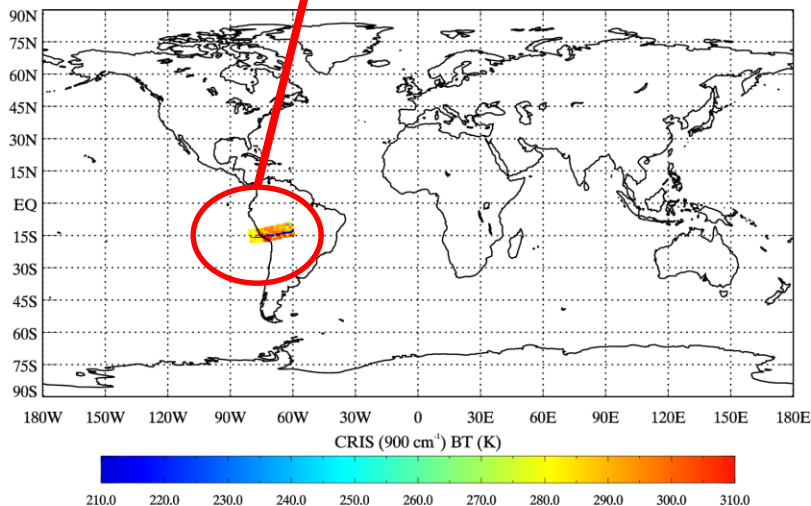 90N
75N
60N
45N
30N
15N
EQ
15S
30S
45S
60S
75S
90S
180W 150W 120W 90W 60W 30W 0 30E 60E 90E 120E 150E 180E
CRIS (900 cm⁻¹) BT (K)
210.0 220.0 230.0 240.0 250.0 260.0 270.0 280.0 290.0 300.0 310.0